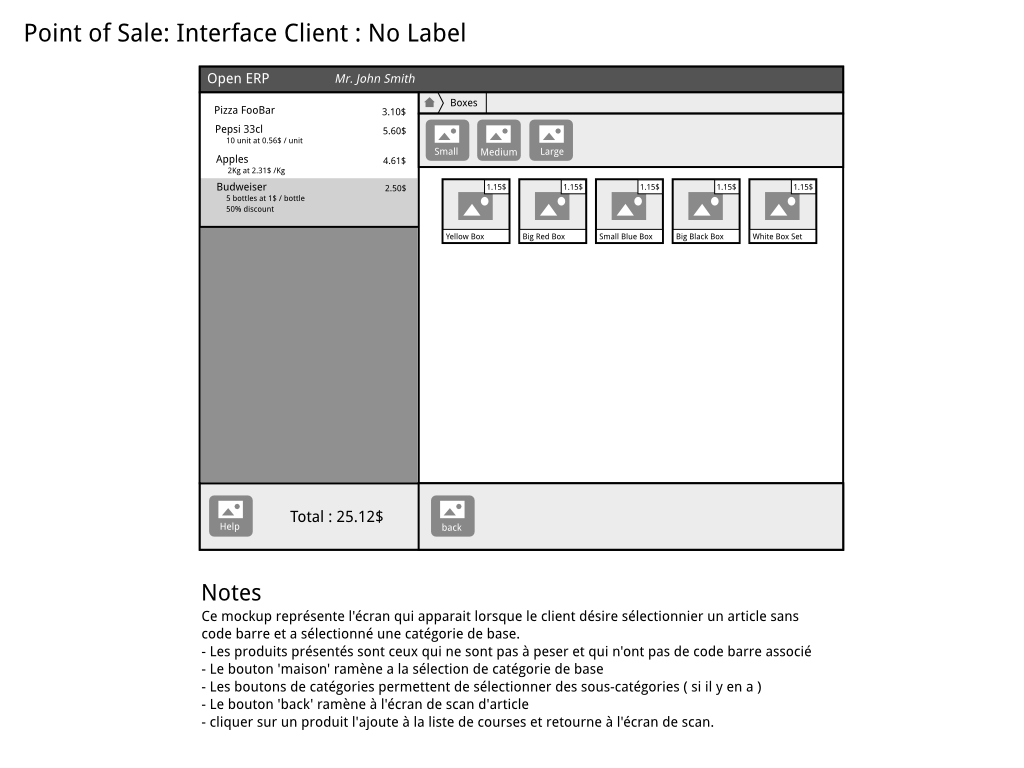 Point of Sale: Interface Client : No Label
Open ERP Mr. John Smith
Pizza FooBar 3.10$
Pepsi 33cl 5.60$
10 unit at 0.56$ / unit
Apples 4.61$
2Kg at 2.31$ /Kg
Budweiser 2.50$
5 bottles at 1$ / bottle
50% discount
Help
Total : 25.12$
Boxes
Small Medium Large
1.15$ 1.15$ 1.15$ 1.15$ 1.15$
Yellow Box Big Red Box Small Blue Box Big Black Box White Box Set
back
Notes
Ce mockup représente l'écran qui apparait lorsque le client désire sélectionnier un article sans
code barre et a sélectionné une catégorie de base.
- Les produits présentés sont ceux qui ne sont pas à peser et qui n'ont pas de code barre associé
- Le bouton 'maison' ramène a la sélection de catégorie de base
- Les boutons de catégories permettent de sélectionner des sous-catégories ( si il y en a )
- Le bouton 'back' ramène à l'écran de scan d'article
- cliquer sur un produit l'ajoute à la liste de courses et retourne à l'écran de scan.